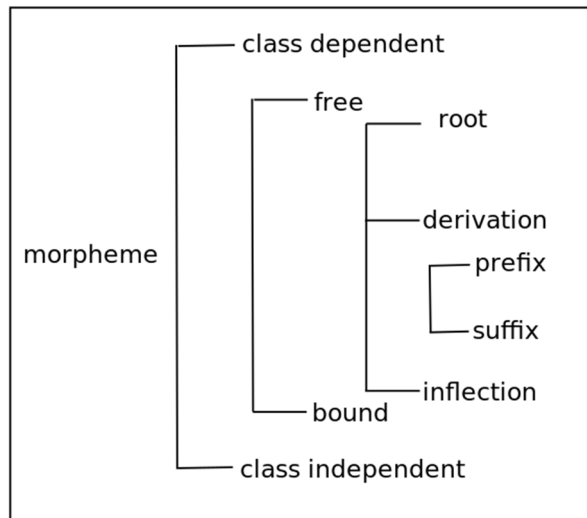 class dependent
free
root
derivation
morpheme
prefix
suffix
inflection
bound
class independent